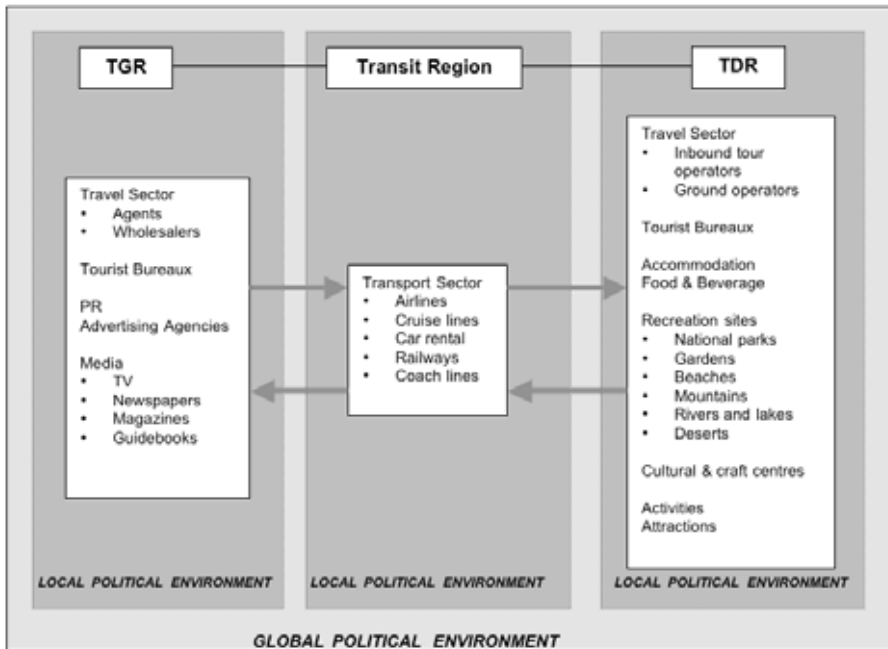 TGR
Transit Region
TDR
Travel Sector
• Agents
• Wholesalers
Tourist Bureaux
PR
Advertising Agencies
Media
• TV
• Newspapers
• Magazines
• Guidebooks
Transport Sector
• Airlines
• Cruise lines
• Car rental
• Railways
• Coach lines
Travel Sector
• Inbound tour
operators
• Ground operators
Tourist Bureaux
Accommodation
Food & Beverage
Recreation sites
• National parks
• Gardens
• Beaches
• Mountains
• Rivers and lakes
• Deserts
Cultural & craft centres
Activities
Attractions
LOCAL POLITICAL ENVIRONMENT
LOCAL POLITICAL ENVIRONMENT
LOCAL POLITICAL ENVIRONMENT
GLOBAL POLITICAL ENVIRONMENT